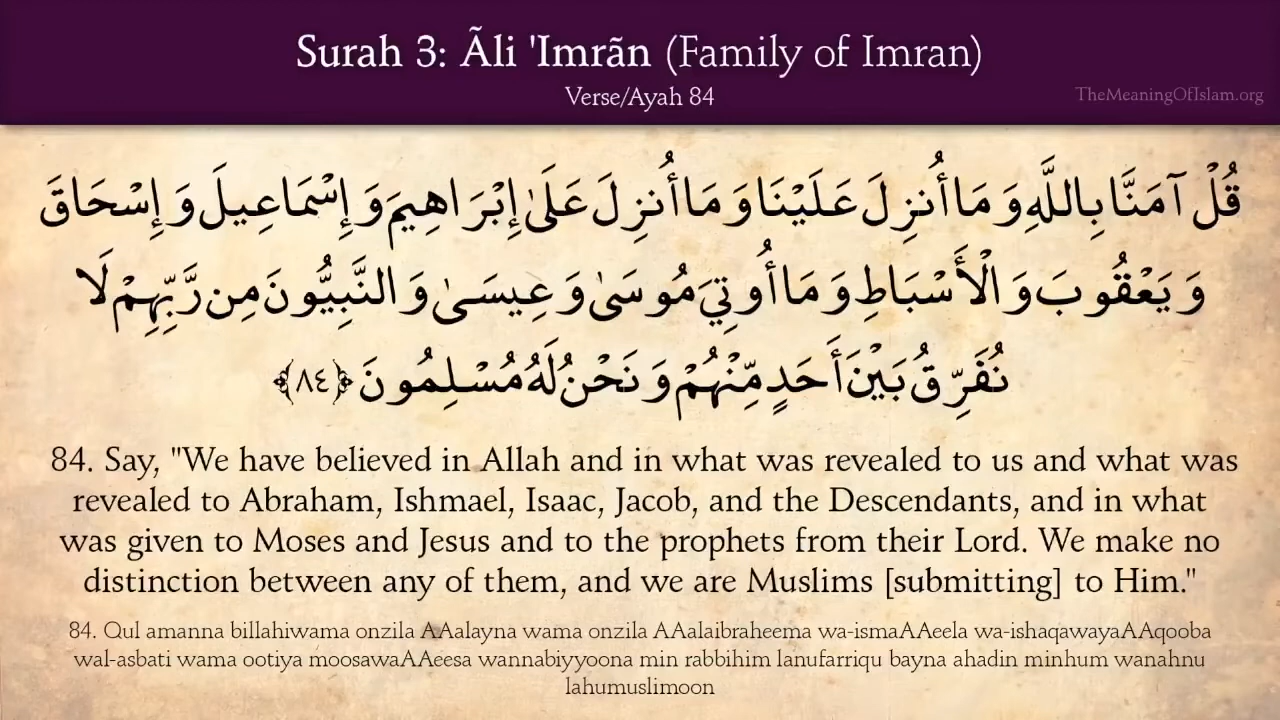 Surah 3: Ãli 'Imrãn (Family of Imran)
Verse/Ayah 84
TheMeaningOfIslam.org
قُلْ آمَنَّا بِاللَّهِ وَمَا أُنزِلَ عَلَيْنَا وَمَا أُنزِلَ عَلَىٰ إِبْرَاهِيمَ وَإِسْمَاعِيلَ وَإِسْحَاقَ
وَيَعْقُوبَ وَالْأَسْبَاطِ وَمَا أُوتِيَ مُوسَىٰ وَعِيسَىٰ وَالنَّبِيُّونَ مِن رَّبِّهِمْ لَا
نُفَرِّقُ بَيْنَ أَحَدٍ مِّنْهُمْ وَنَحْنُ لَهُ مُسْلِمُونَ ﴿٨٤﴾
84. Say, "We have believed in Allah and in what was revealed to us and what was
revealed to Abraham, Ishmael, Isaac, Jacob, and the Descendants, and in what
was given to Moses and Jesus and to the prophets from their Lord. We make no
distinction between any of them, and we are Muslims [submitting] to Him."
84. Qul amanna billahiwama onzila AAalayna wama onzila AAalaibraheema wa-ismaAAeela wa-ishaqawayaAAqooba
wal-asbati wama ootiya moosawaAAeesa wannabiyyoona min rabbihim lanufarriqu bayna ahadin minhum wanahnu
lahumuslimoon